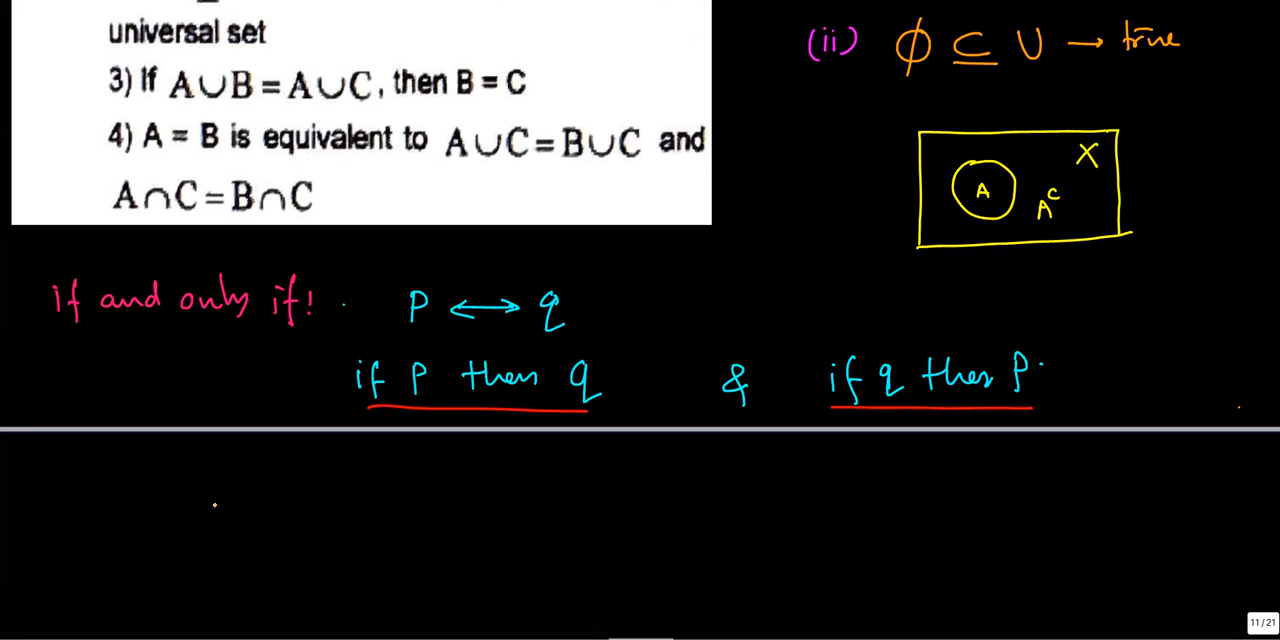 universal set
3) If A∪B = A∪C, then B = C
4) A = B is equivalent to A∪C = B∪C and
A∩C = B∩C
(ii) ϕ ⊆ U → true
X
A
Aᶜ
if and only if! . P ↔ q
if P then q & if q then P.
11 / 21